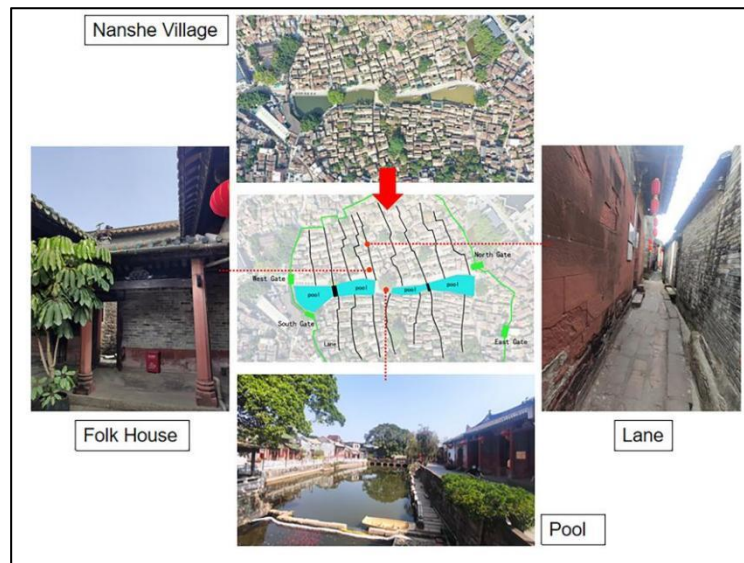 Nanshe Village
North Gate
West Gate
pool
pool
pool
pool
South Gate
Lane
East Gate
Folk House
Lane
Pool